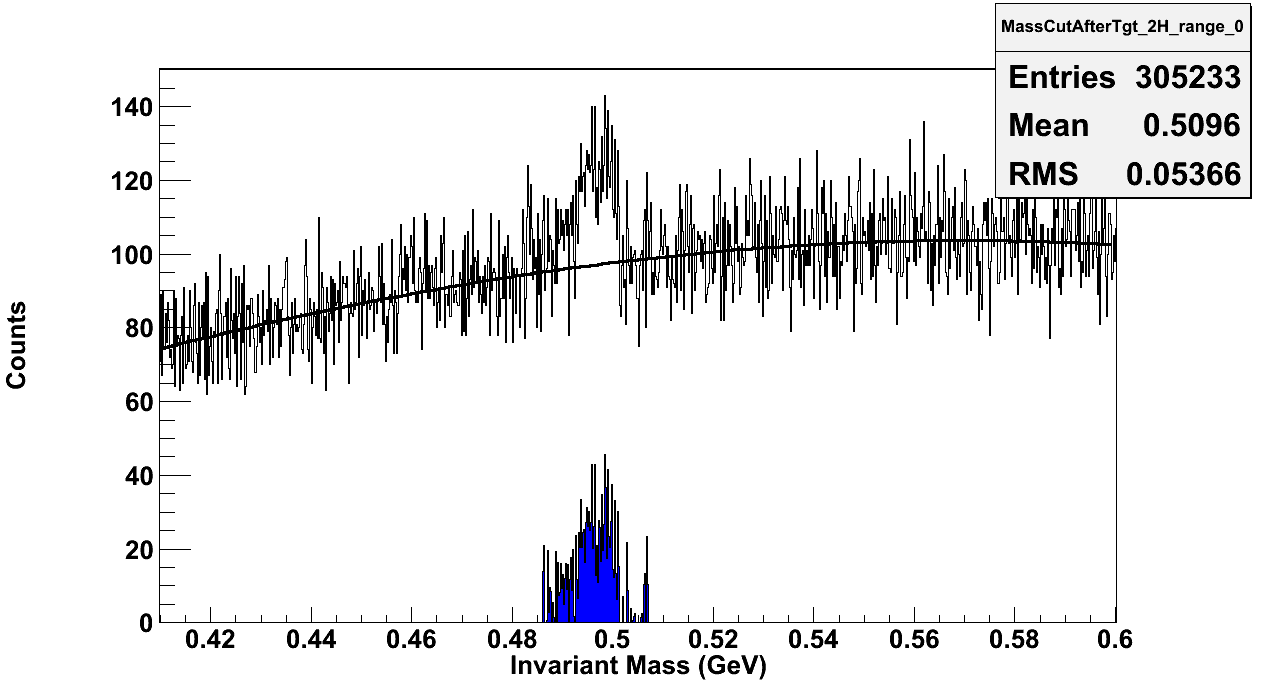 MassCutAfterTgt_2H_range_0
Entries 305233
Mean 0.5096
RMS 0.05366
140
120
100
80
60
40
20
0
Counts
0.42 0.44 0.46 0.48 0.5 0.52 0.54 0.56 0.58 0.6
Invariant Mass (GeV)